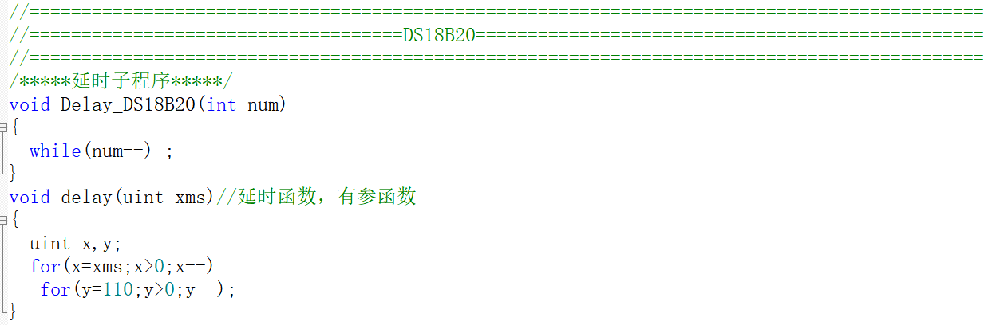 //============================================================================================
//====================================DS18B20=================================================
//============================================================================================
/*****延时子程序*****/
void Delay_DS18B20(int num)
{
  while(num--) ;
}
void delay(uint xms)//延时函数，有参函数
{
  uint x,y;
  for(x=xms;x>0;x--)
   for(y=110;y>0;y--);
}